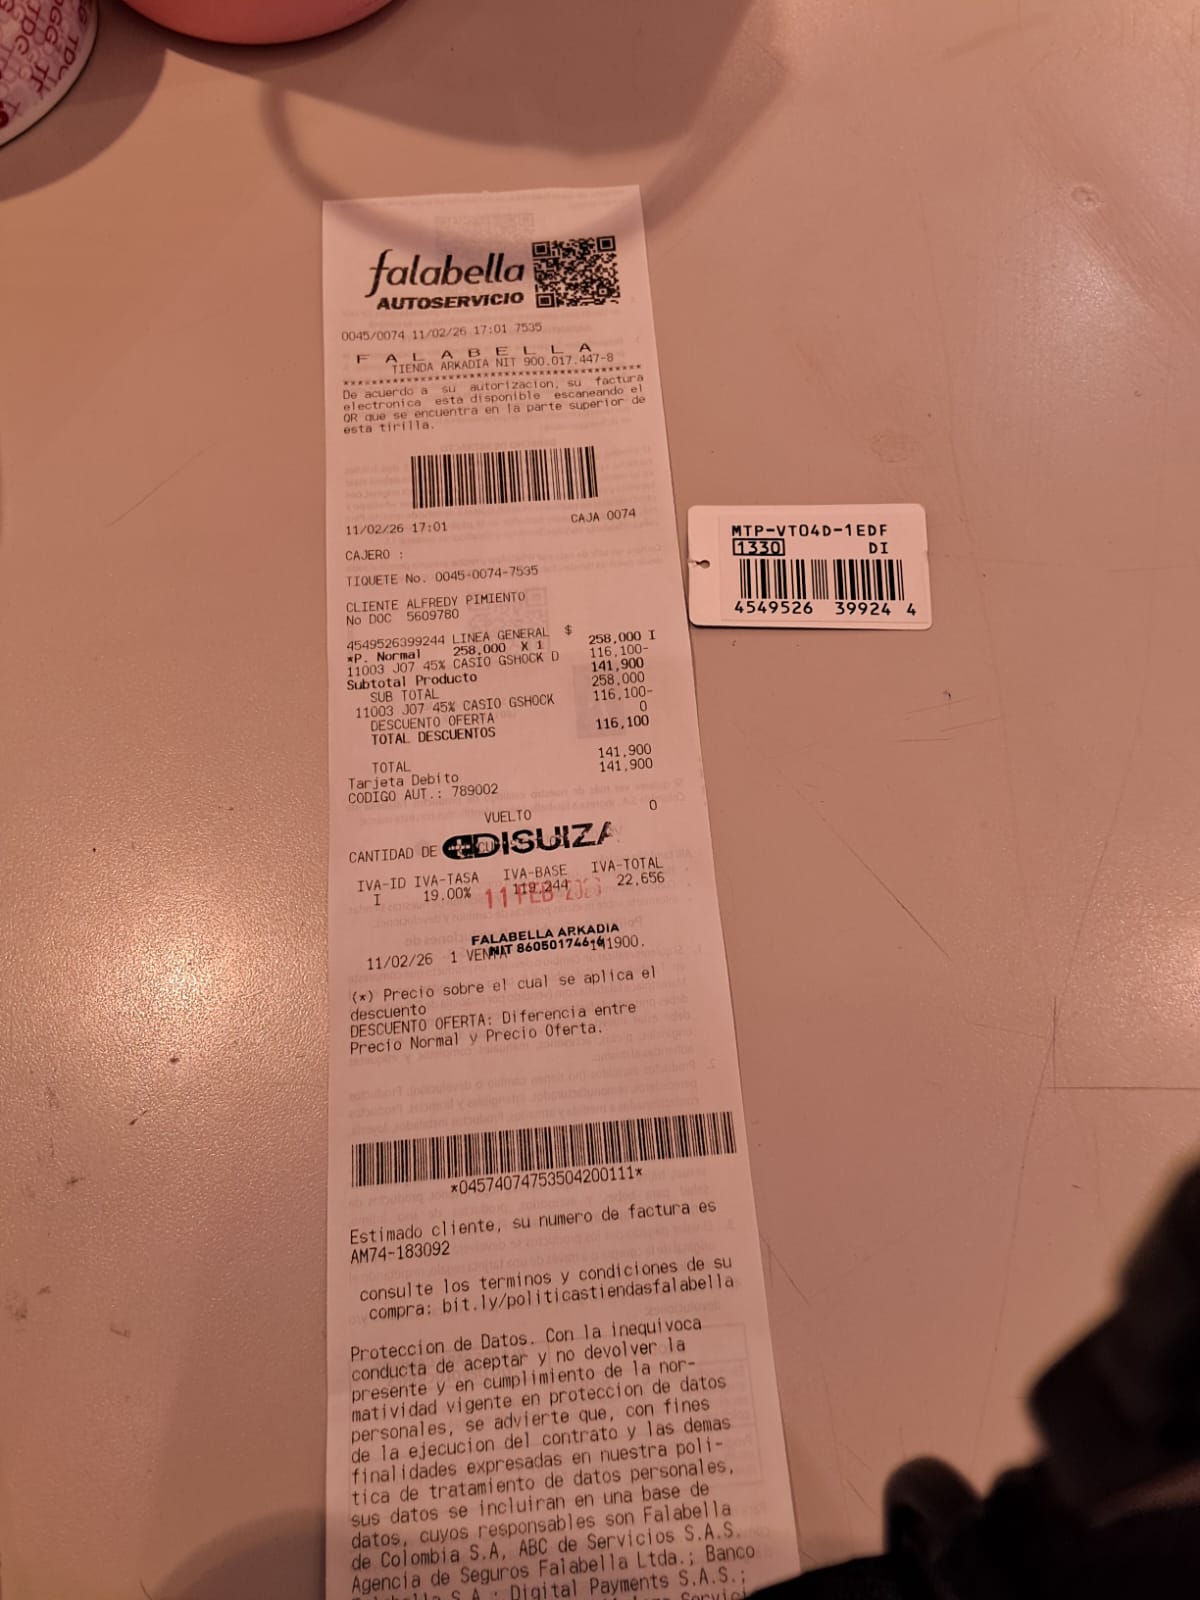 falabella
AUTOSERVICIO
0045/0074 11/02/26 17:01 7535
F A L A B E L L A
TIENDA ARKADIA NIT 900.017.447-8
****************************************
De acuerdo a su autorizacion, su factura
electronica esta disponible escaneando el
QR que se encuentra en la parte superior de
esta tirilla.
11/02/26 17:01 CAJA 0074
CAJERO :
TIQUETE No. 0045-0074-7535
CLIENTE ALFREDY PIMIENTO
No DOC 5609780
4549526399244 LINEA GENERAL $ 258,000 I
*P. Normal 258.000 X 1
11003 J07 45% CASIO GSHOCK D 116,100-
Subtotal Producto 141,900
SUB TOTAL 258,000
11003 J07 45% CASIO GSHOCK 116,100-
DESCUENTO OFERTA 0
TOTAL DESCUENTOS 116,100
TOTAL 141,900
Tarjeta Debito 141,900
CODIGO AUT.: 789002
VUELTO 0
CANTIDAD DE
DISUIZA
IVA-ID IVA-TASA IVA-BASE IVA-TOTAL
I 19.00% 119,244 22,656
11 FEB
FALABELLA ARKADIA
NIT 860501746-6
11/02/26 1 141900.
(*) Precio sobre el cual se aplica el
descuento
DESCUENTO OFERTA: Diferencia entre
Precio Normal y Precio Oferta.
*04574074753504200111*
Estimado cliente, su numero de factura es
AM74-183092
consulte los terminos y condiciones de su
compra: bit.ly/politicastiendasfalabella
Proteccion de Datos. Con la inequivoca
conducta de aceptar y no devolver la
presente y en cumplimiento de la nor-
matividad vigente en proteccion de datos
personales, se advierte que, con fines
de la ejecucion del contrato y las demas
finalidades expresadas en nuestra poli-
tica de tratamiento de datos personales,
sus datos se incluiran en una base de
datos, cuyos responsables son Falabella
de Colombia S.A, ABC de Servicios S.A.S.
Agencia de Seguros Falabella Ltda.; Banco
S.A.; Digital Payments S.A.S.;
MTP-VT04D-1EDF
1330 DI
4549526 39924 4